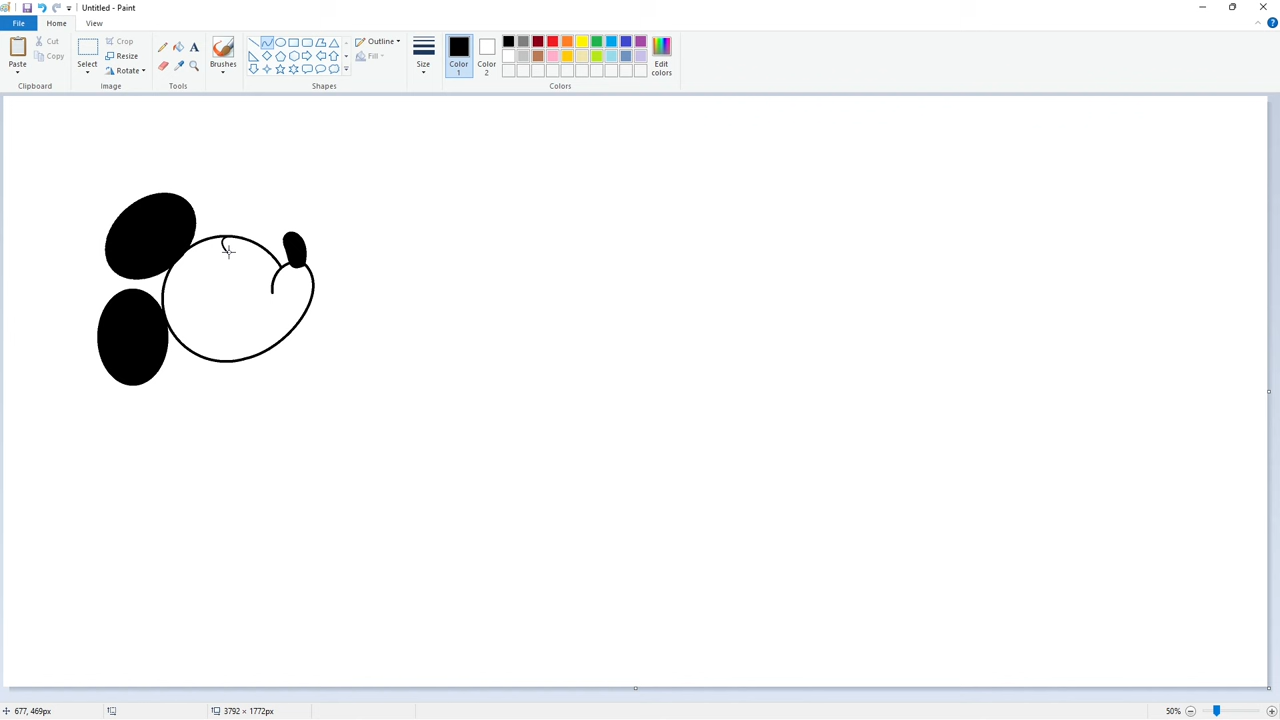 Untitled - Paint
File Home View
Paste
Cut
Copy
Clipboard
Select
Crop
Resize
Rotate
Image
A
Tools
Brushes
Outline
Fill
Shapes
Size
Color 1
Color 2
Edit colors
Colors
677, 469px
3792 × 1772px
50%